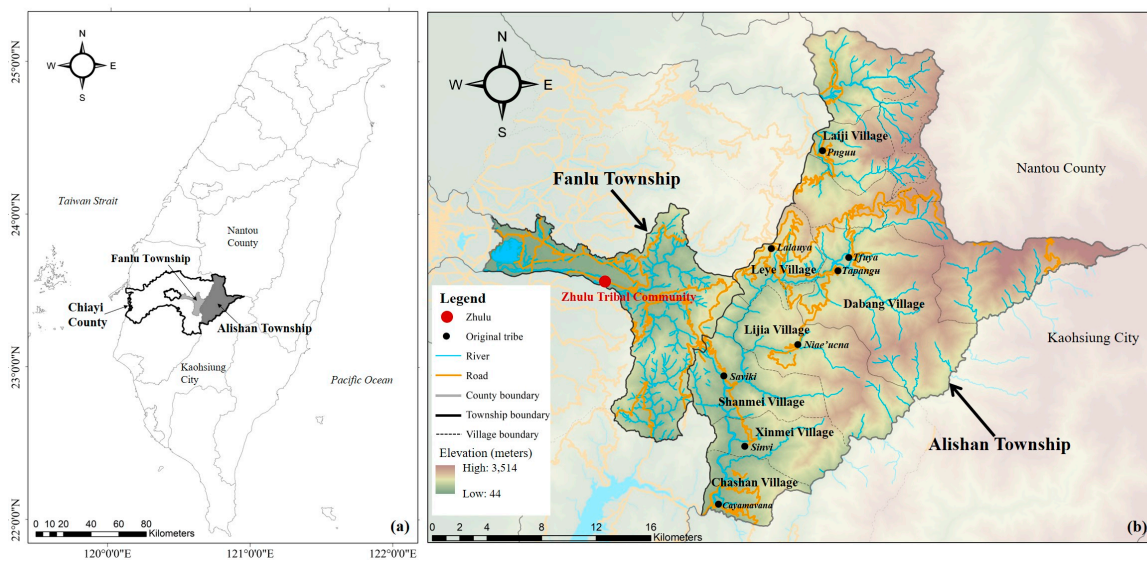 N
W E
S
25°0'0"N
24°0'0"N
23°0'0"N
22°0'0"N
Taiwan Strait
Nantou
County
Fanlu Township
Chiayi
County
Alishan Township
Kaohsiung
City
Pacific Ocean
0 10 20 40 60 80
Kilometers
(a)
120°0'0"E
121°0'0"E
122°0'0"E
N
W E
S
Laiji Village
Pnguu
Nantou County
Fanlu Township
Lalauya
Tfuya
Leye Village
Tapangu
Zhulu Tribal Community
Dabang Village
Lijia Village
Kaohsiung City
Niae'ucna
Sayiki
Shanmei Village
Xinmei Village
Sinvi
Alishan Township
Chashan Village
Cayamavana
Legend
Zhulu
Original tribe
River
Road
County boundary
Township boundary
Village boundary
Elevation (meters)
High: 3,514
Low: 44
0 2 4 8 12 16
Kilometers
(b)